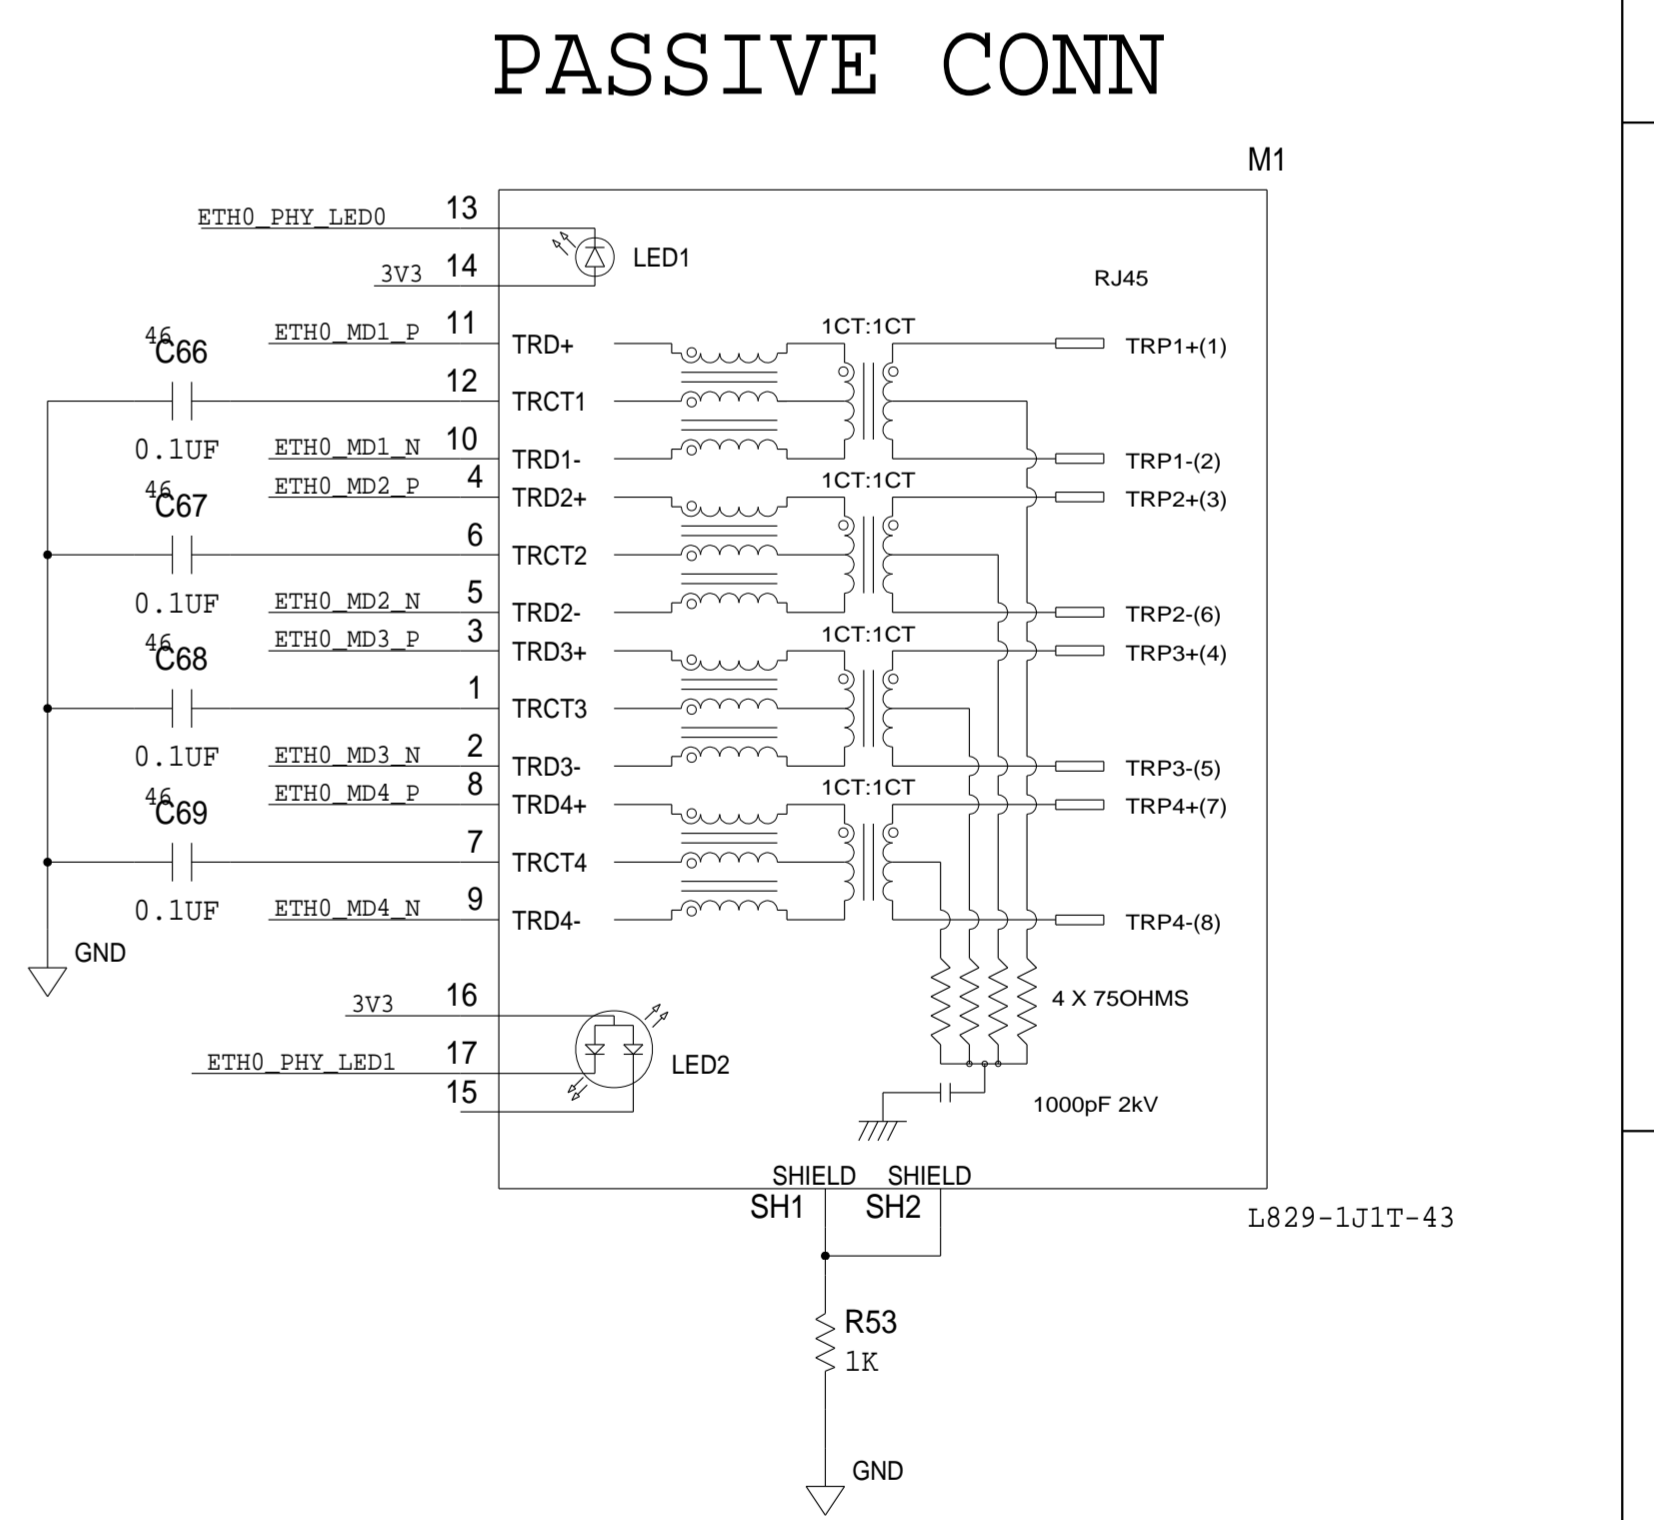 PASSIVE CONN
M1
ETH0_PHY_LED0 13
LED1
3V3 14
RJ45
46
C66
0.1UF
ETH0_MD1_P 11 TRD+ 1CT:1CT TRP1+(1)
12 TRCT1
ETH0_MD1_N 10 TRD1- TRP1-(2)
46
C67
0.1UF
ETH0_MD2_P 4 TRD2+ 1CT:1CT TRP2+(3)
6 TRCT2
ETH0_MD2_N 5 TRD2- TRP2-(6)
46
C68
0.1UF
ETH0_MD3_P 3 TRD3+ 1CT:1CT TRP3+(4)
1 TRCT3
ETH0_MD3_N 2 TRD3- TRP3-(5)
46
C69
0.1UF
ETH0_MD4_P 8 TRD4+ 1CT:1CT TRP4+(7)
7 TRCT4
ETH0_MD4_N 9 TRD4- TRP4-(8)
GND
3V3 16
4 X 75OHMS
ETH0_PHY_LED1 17
LED2
15
1000pF 2kV
SHIELD SHIELD
SH1 SH2
L829-1J1T-43
R53
1K
GND